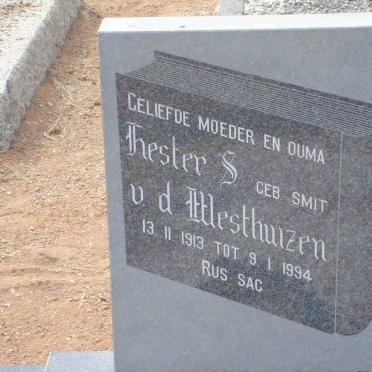 GELIEFDE MOEDER EN OUMA
Hester S
GEB. SMIT
v. d Westhuizen
13. 11. 1913 TOT 9. 1. 1994
RUS SAG